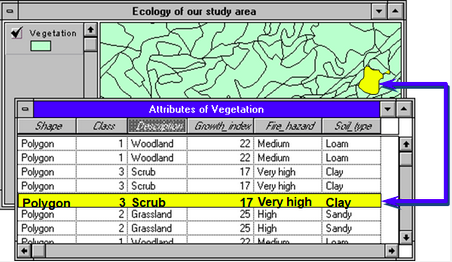 Ecology of our study area
Vegetation
Attributes of Vegetation
Shape Class Growth_index Fire_hazard Soil_type
Polygon 1 Woodland 22 Medium Loam
Polygon 1 Woodland 22 Medium Loam
Polygon 3 Scrub 17 Very high Clay
Polygon 3 Scrub 17 Very high Clay
Polygon 3 Scrub 17 Very high Clay
Polygon 2 Grassland 25 High Sandy
Polygon 2 Grassland 25 High Sandy
Polygon 1 Woodland 22 Medium Loam